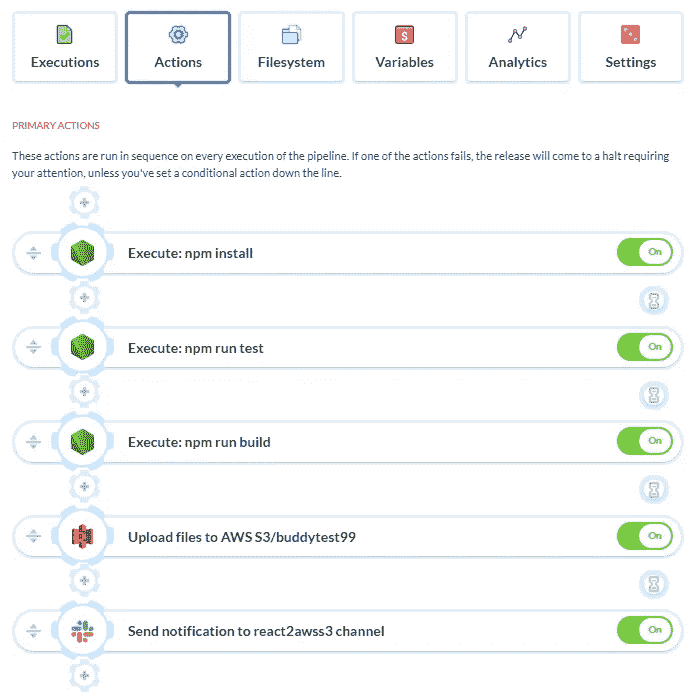 Executions
Actions
Filesystem
Variables
Analytics
Settings
PRIMARY ACTIONS
These actions are run in sequence on every execution of the pipeline. If one of the actions fails, the release will come to a halt requiring
your attention, unless you've set a conditional action down the line.
Execute: npm install
On
Execute: npm run test
On
Execute: npm run build
On
Upload files to AWS S3/buddytest99
On
Send notification to react2awss3 channel
On